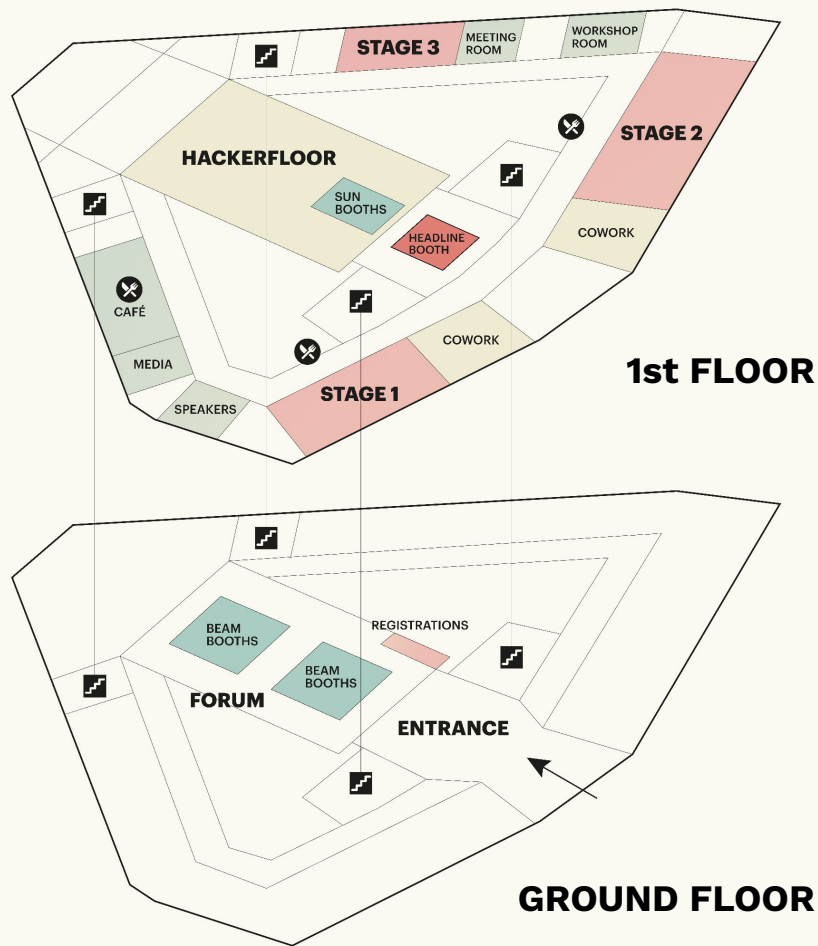 STAGE 3
MEETING
ROOM
WORKSHOP
ROOM
STAGE 2
HACKERFLOOR
SUN
BOOTHS
HEADLINE
BOOTH
COWORK
CAFÉ
MEDIA
SPEAKERS
STAGE 1
COWORK
1st FLOOR
BEAM
BOOTHS
BEAM
BOOTHS
REGISTRATIONS
FORUM
ENTRANCE
GROUND FLOOR